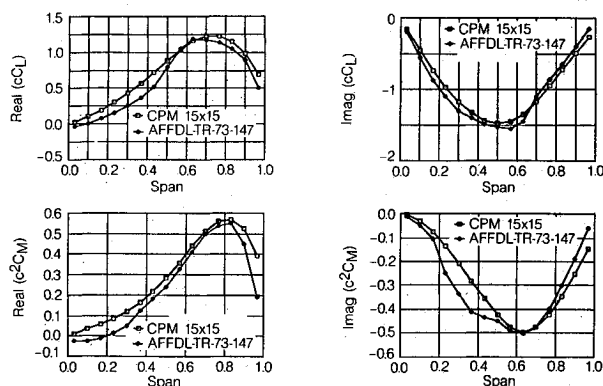 1.5
1.0
0.5
0.0
-0.5
Real (cCL)
CPM 15x15
AFFDL-TR-73-147
0.0 0.2 0.4 0.6 0.8 1.0
Span
0
-1
-2
Imag (cCL)
CPM 15x15
AFFDL-TR-73-147
0.0 0.2 0.4 0.6 0.8 1.0
Span
0.6
0.5
0.4
0.3
0.2
0.1
0.0
-0.1
Real (c²CM)
CPM 15x15
AFFDL-TR-73-147
0.0 0.2 0.4 0.6 0.8 1.0
Span
0.0
-0.1
-0.2
-0.3
-0.4
-0.5
-0.6
Imag (c²CM)
CPM 15x15
AFFDL-TR-73-147
0.0 0.2 0.4 0.6 0.8 1.0
Span